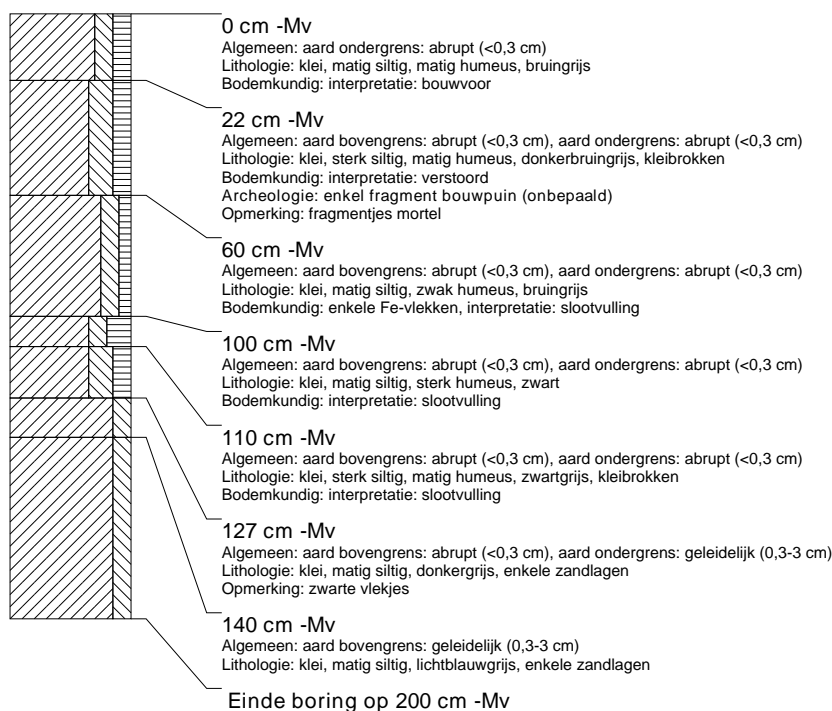 0 cm -Mv
Algemeen: aard ondergrens: abrupt (<0,3 cm)
Lithologie: klei, matig siltig, matig humeus, bruingrijs
Bodemkundig: interpretatie: bouwvoor
22 cm -Mv
Algemeen: aard bovengrens: abrupt (<0,3 cm), aard ondergrens: abrupt (<0,3 cm)
Lithologie: klei, sterk siltig, matig humeus, donkerbruingrijs, kleibrokken
Bodemkundig: interpretatie: verstoord
Archeologie: enkel fragment bouwpuin (onbepaald)
Opmerking: fragmentjes mortel
60 cm -Mv
Algemeen: aard bovengrens: abrupt (<0,3 cm), aard ondergrens: abrupt (<0,3 cm)
Lithologie: klei, matig siltig, zwak humeus, bruingrijs
Bodemkundig: enkele Fe-vlekken, interpretatie: slootvulling
100 cm -Mv
Algemeen: aard bovengrens: abrupt (<0,3 cm), aard ondergrens: abrupt (<0,3 cm)
Lithologie: klei, matig siltig, sterk humeus, zwart
Bodemkundig: interpretatie: slootvulling
110 cm -Mv
Algemeen: aard bovengrens: abrupt (<0,3 cm), aard ondergrens: abrupt (<0,3 cm)
Lithologie: klei, sterk siltig, matig humeus, zwartgrijs, kleibrokken
Bodemkundig: interpretatie: slootvulling
127 cm -Mv
Algemeen: aard bovengrens: abrupt (<0,3 cm), aard ondergrens: geleidelijk (0,3-3 cm)
Lithologie: klei, matig siltig, donkergrijs, enkele zandlagen
Opmerking: zwarte vlekjes
140 cm -Mv
Algemeen: aard bovengrens: geleidelijk (0,3-3 cm)
Lithologie: klei, matig siltig, lichtblauwgrijs, enkele zandlagen
Einde boring op 200 cm -Mv